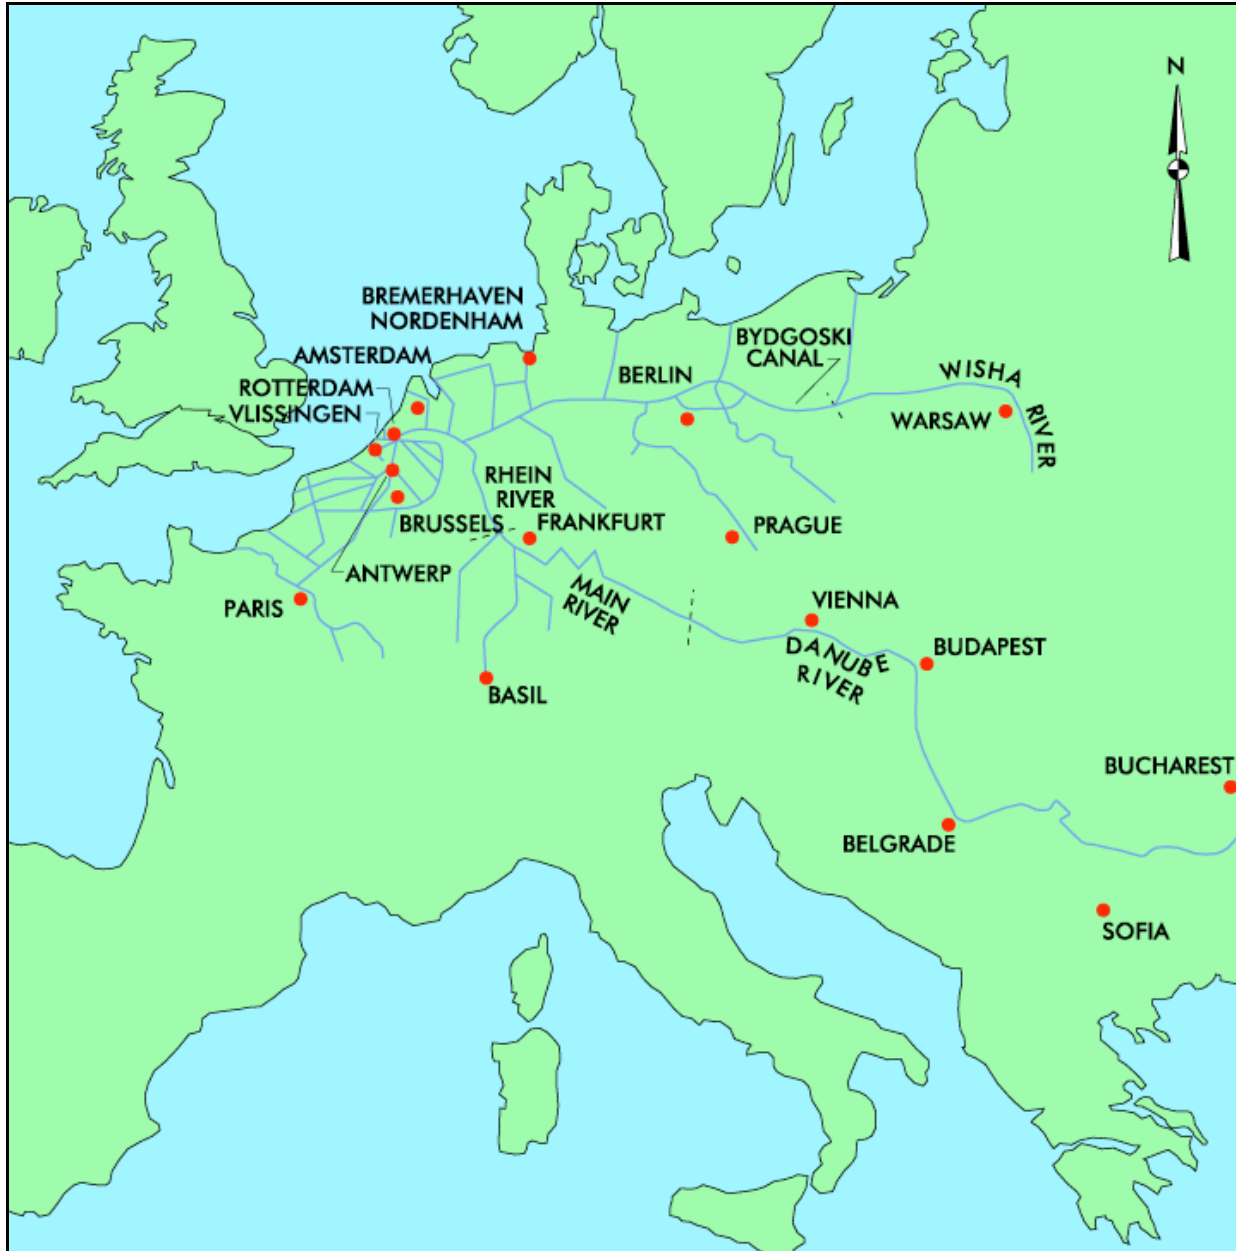 N
BREMERHAVEN
NORDENHAM
AMSTERDAM
ROTTERDAM
VLISSINGEN
BERLIN
BYDGOSKI
CANAL
WISHA
RIVER
WARSAW
RHEIN
RIVER
BRUSSELS
FRANKFURT
PRAGUE
ANTWERP
PARIS
MAIN
RIVER
VIENNA
DANUBE
RIVER
BUDAPEST
BASIL
BUCHAREST
BELGRADE
SOFIA